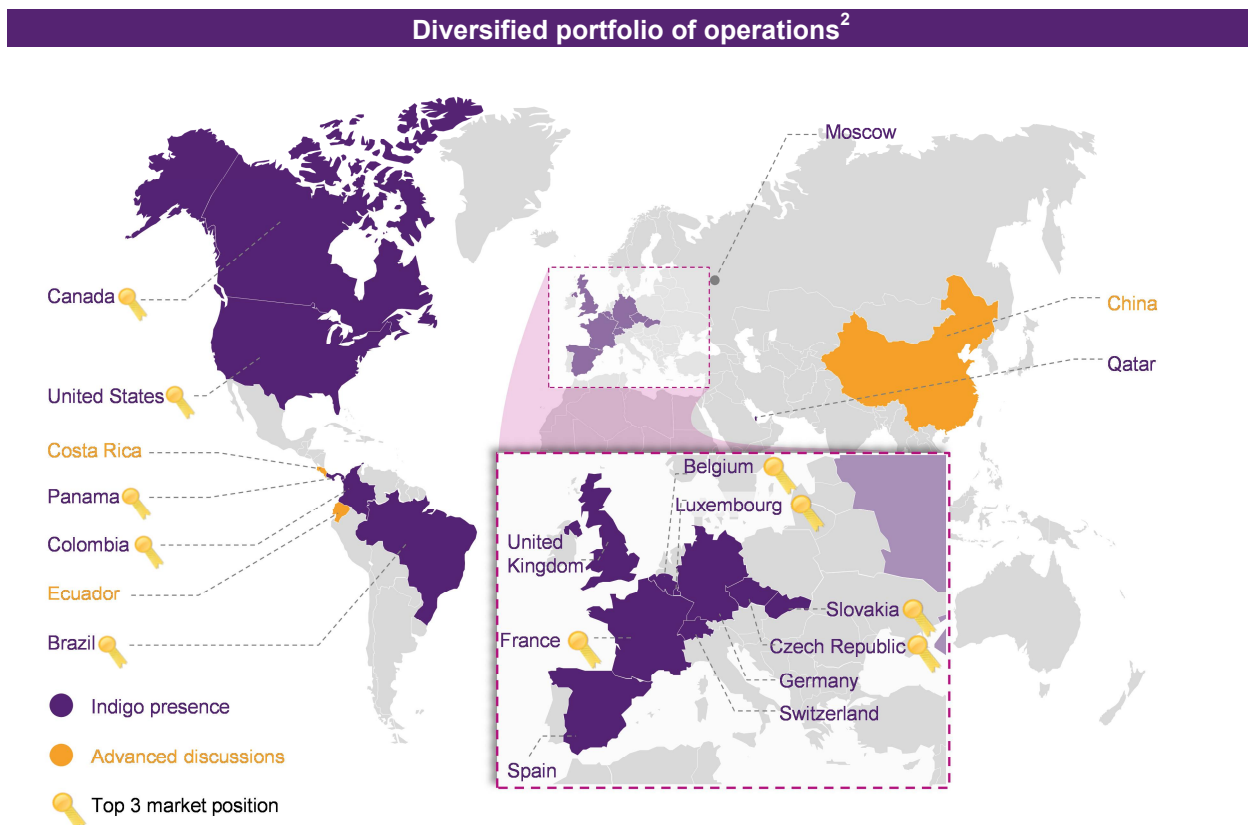 Diversified portfolio of operations2
Moscow
Canada
China
Qatar
United States
Costa Rica
Panama
Colombia
Ecuador
Brazil
Belgium
Luxembourg
United
Kingdom
Slovakia
France
Czech Republic
Germany
Switzerland
Spain
Indigo presence
Advanced discussions
Top 3 market position